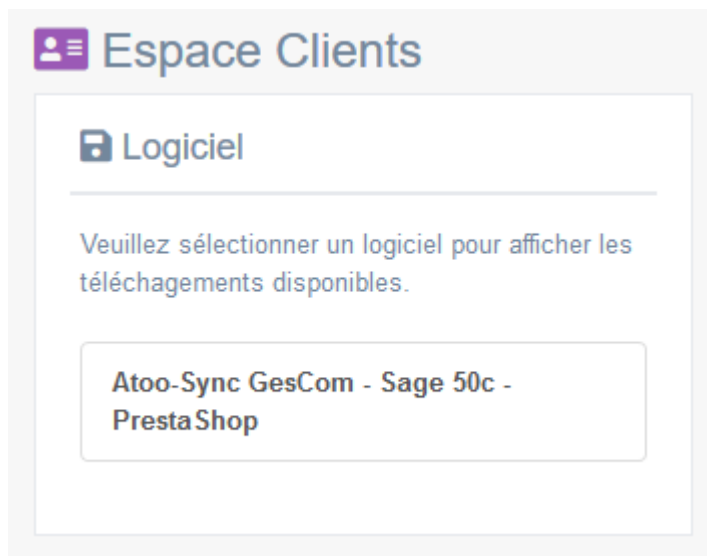 Espace Clients
Logiciel
Veuillez sélectionner un logiciel pour afficher les
téléchagements disponibles.
Atoo-Sync GesCom - Sage 50c -
PrestaShop